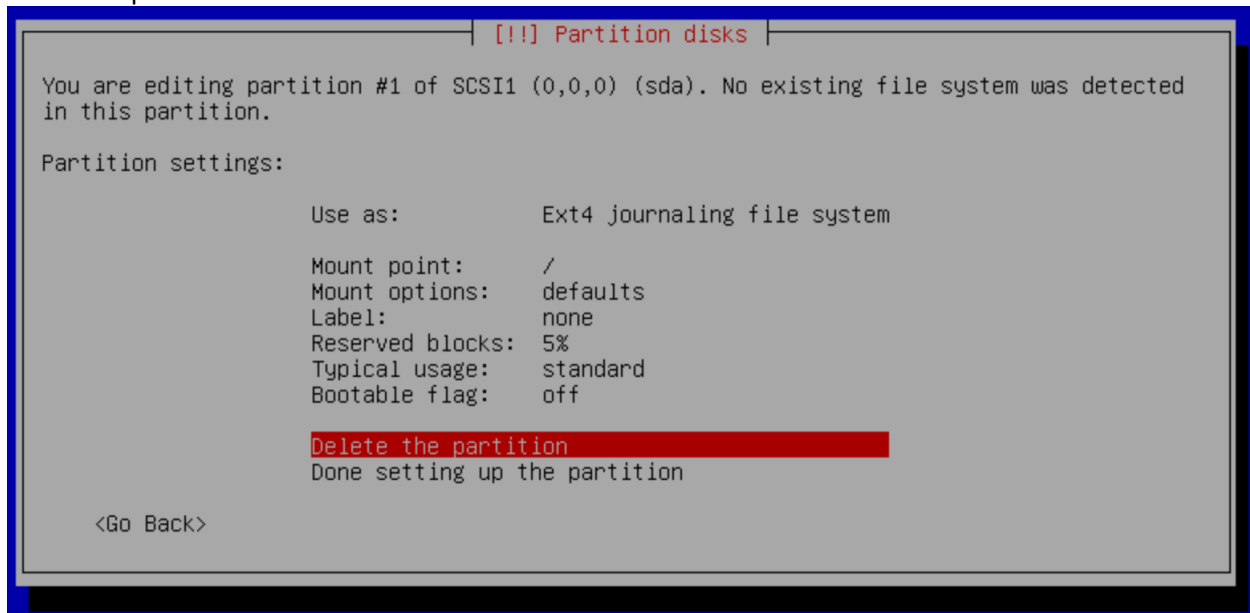 [!!] Partition disks
You are editing partition #1 of SCSI1 (0,0,0) (sda). No existing file system was detected
in this partition.
Partition settings:
Use as: Ext4 journaling file system
Mount point: /
Mount options: defaults
Label: none
Reserved blocks: 5%
Typical usage: standard
Bootable flag: off
Delete the partition
Done setting up the partition
<Go Back>